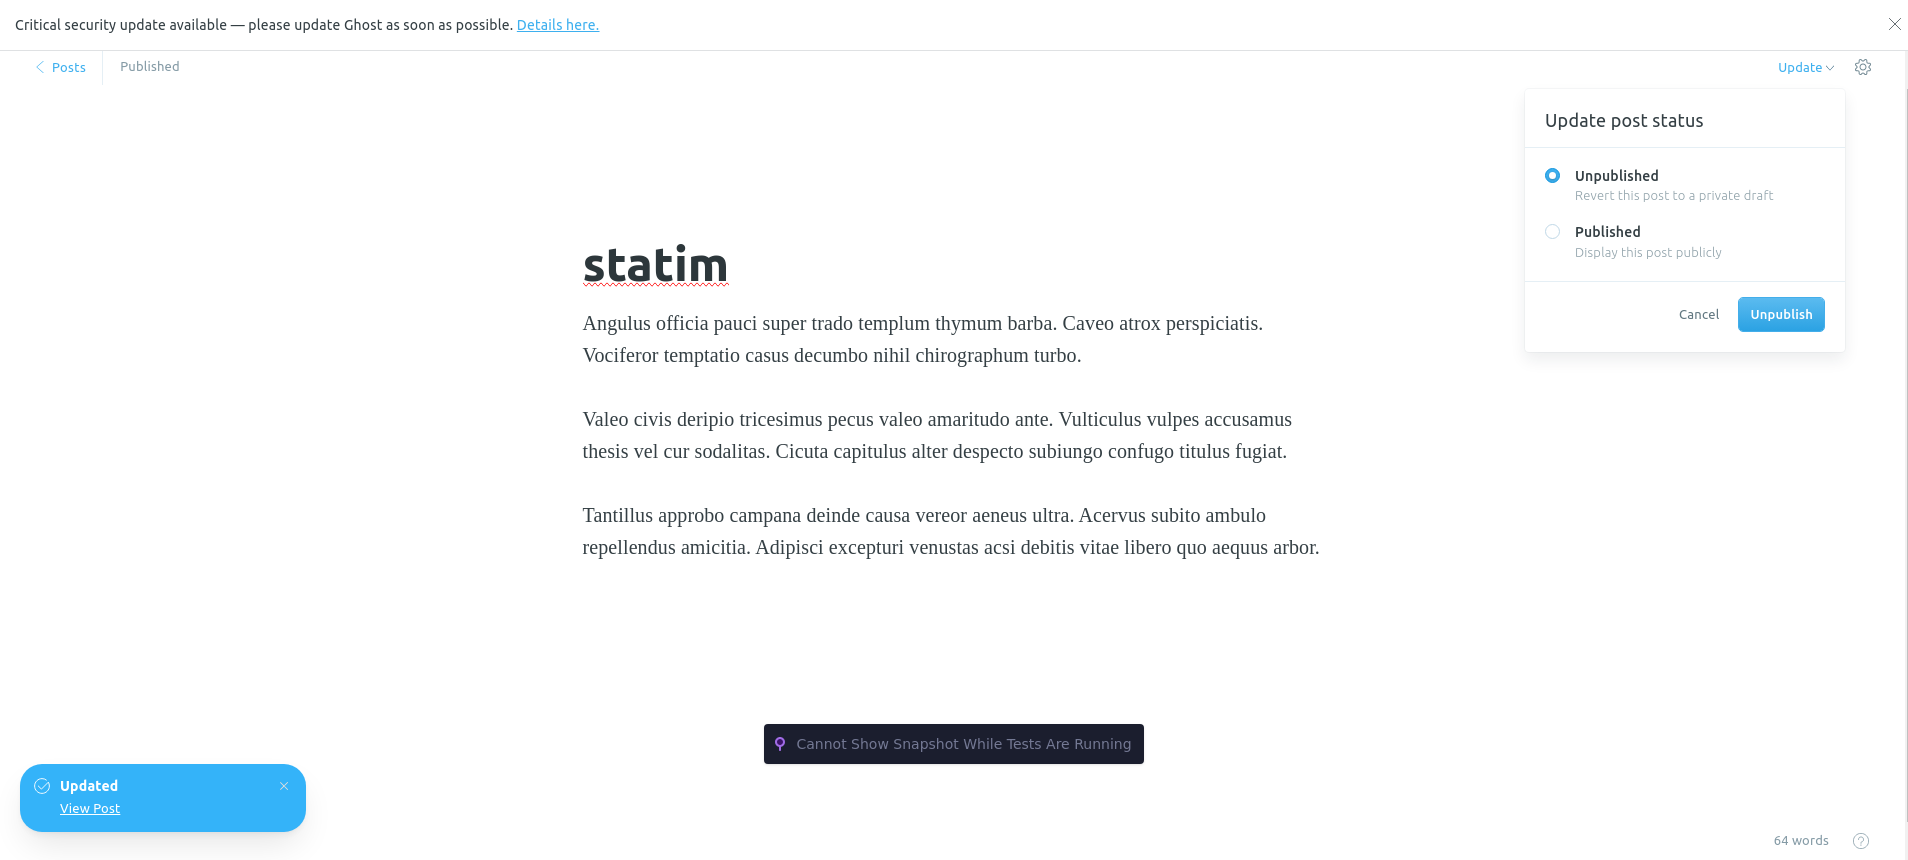 Critical security update available — please update Ghost as soon as possible. Details here.
Posts
Published
Update
Update post status
Unpublished
Revert this post to a private draft
Published
Display this post publicly
Cancel
Unpublish
statim
Angulus officia pauci super trado templum thymum barba. Caveo atrox perspiciatis.
Vociferor temptatio casus decumbo nihil chirographum turbo.
Valeo civis deripio tricesimus pecus valeo amaritudo ante. Vulticulus vulpes accusamus
thesis vel cur sodalitas. Cicuta capitulus alter despecto subiungo confugo titulus fugiat.
Tantillus approbo campana deinde causa vereor aeneus ultra. Acervus subito ambulo
repellendus amicitia. Adipisci excepturi venustas acsi debitis vitae libero quo aequus arbor.
Cannot Show Snapshot While Tests Are Running
Updated
View Post
64 words